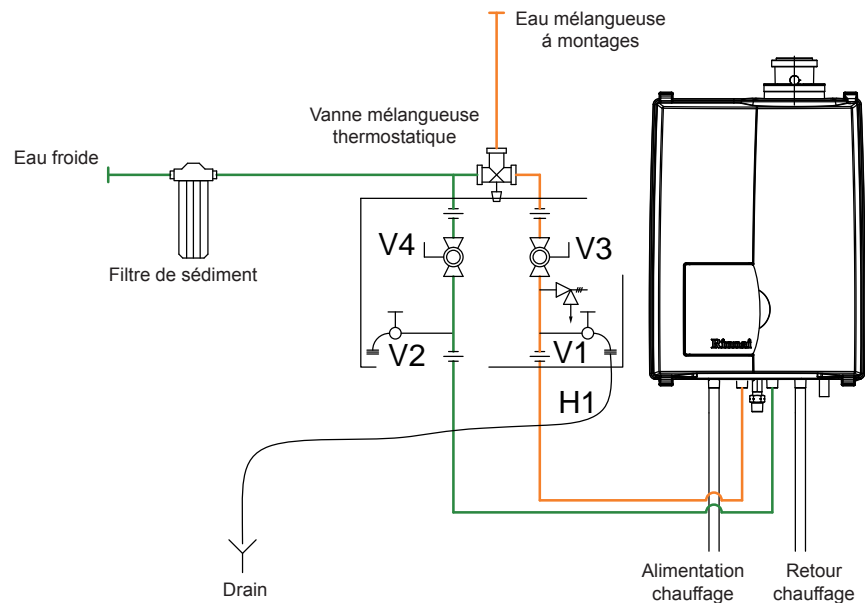 Eau mélangueuse
á montages
Vanne mélangueuse
thermostatique
Eau froide
Filtre de sédiment
V4
V3
V2
V1
H1
Rinnai
Drain
Alimentation
chauffage
Retour
chauffage